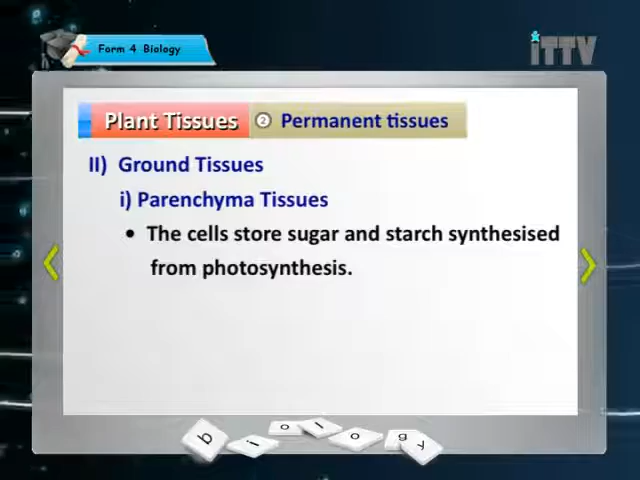 Form 4 Biology
iTTV
Plant Tissues 2 Permanent tissues
II) Ground Tissues
i) Parenchyma Tissues
• The cells store sugar and starch synthesised
from photosynthesis.
b i o l o g y